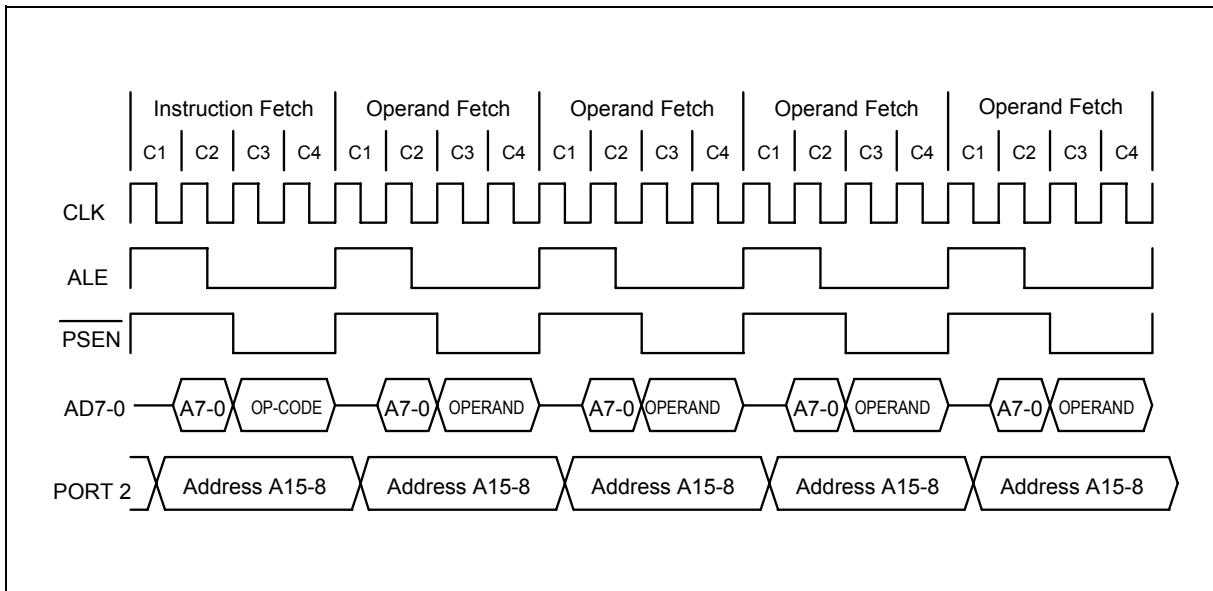 Instruction Fetch Operand Fetch Operand Fetch Operand Fetch Operand Fetch
C1 C2 C3 C4 C1 C2 C3 C4 C1 C2 C3 C4 C1 C2 C3 C4 C1 C2 C3 C4
CLK
ALE
PSEN
AD7-0 A7-0 OP-CODE A7-0 OPERAND A7-0 OPERAND A7-0 OPERAND A7-0 OPERAND
PORT 2 Address A15-8 Address A15-8 Address A15-8 Address A15-8 Address A15-8